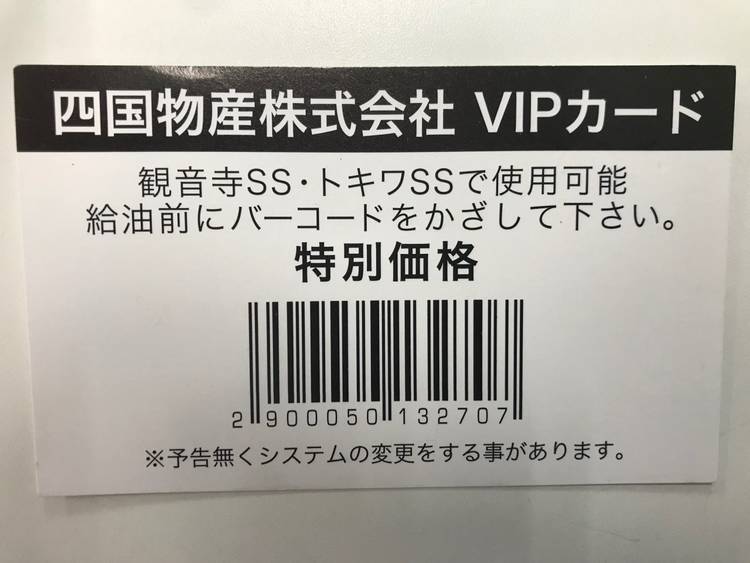 四国物産株式会社 VIPカード
観音寺SS・トキワSSで使用可能
給油前にバーコードをかざして下さい。
特別価格
2 900050 132707
※予告無くシステムの変更をする事があります。